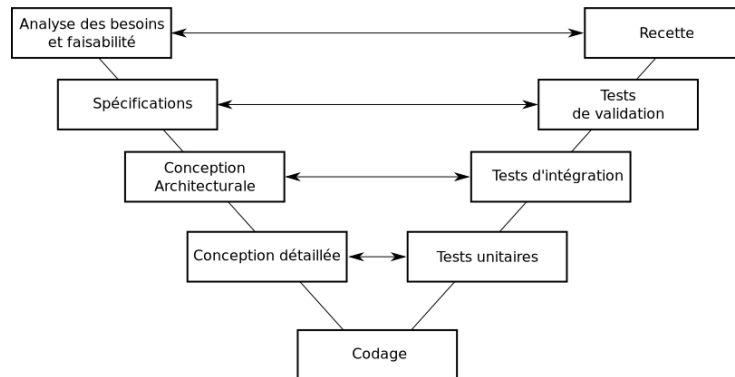 Analyse des besoins
et faisabilité
Recette
Spécifications
Tests
de validation
Conception
Architecturale
Tests d'intégration
Conception détaillée
Tests unitaires
Codage